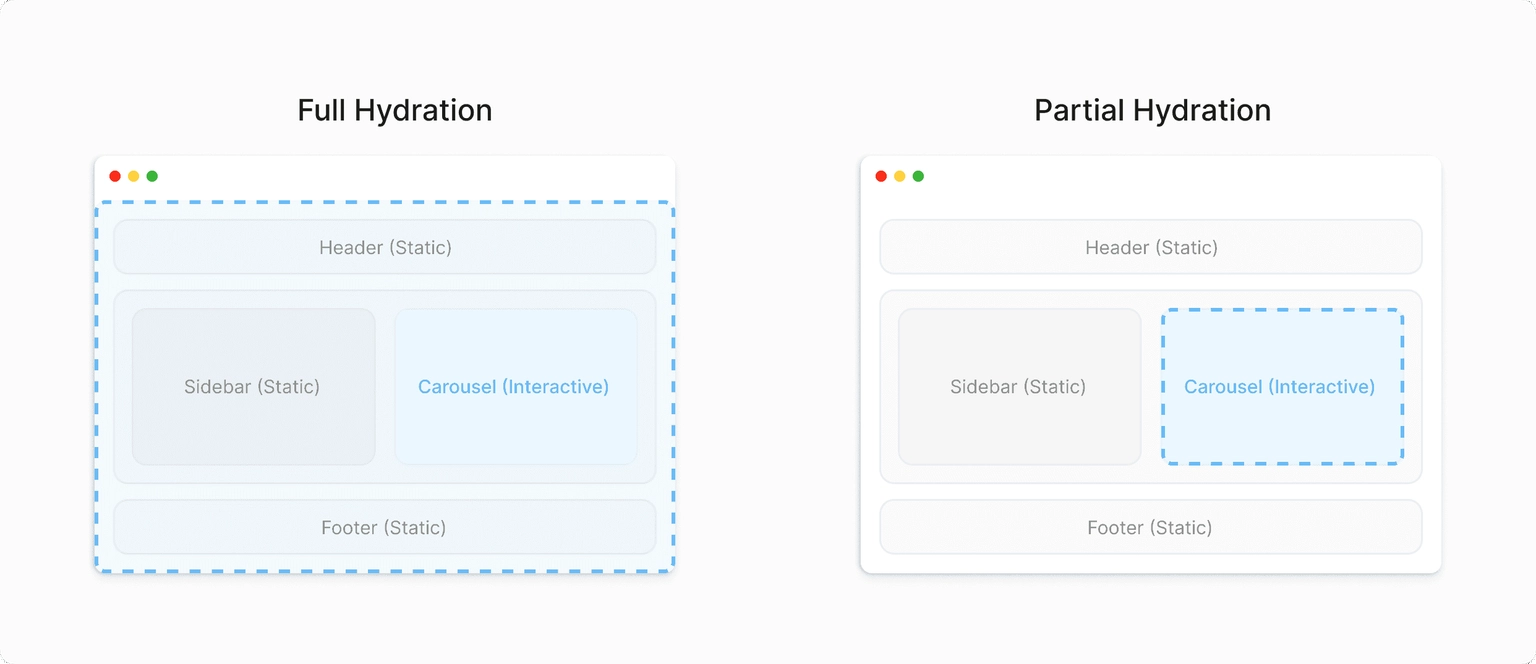 Full Hydration
Header (Static)
Sidebar (Static)
Carousel (Interactive)
Footer (Static)
Partial Hydration
Header (Static)
Sidebar (Static)
Carousel (Interactive)
Footer (Static)